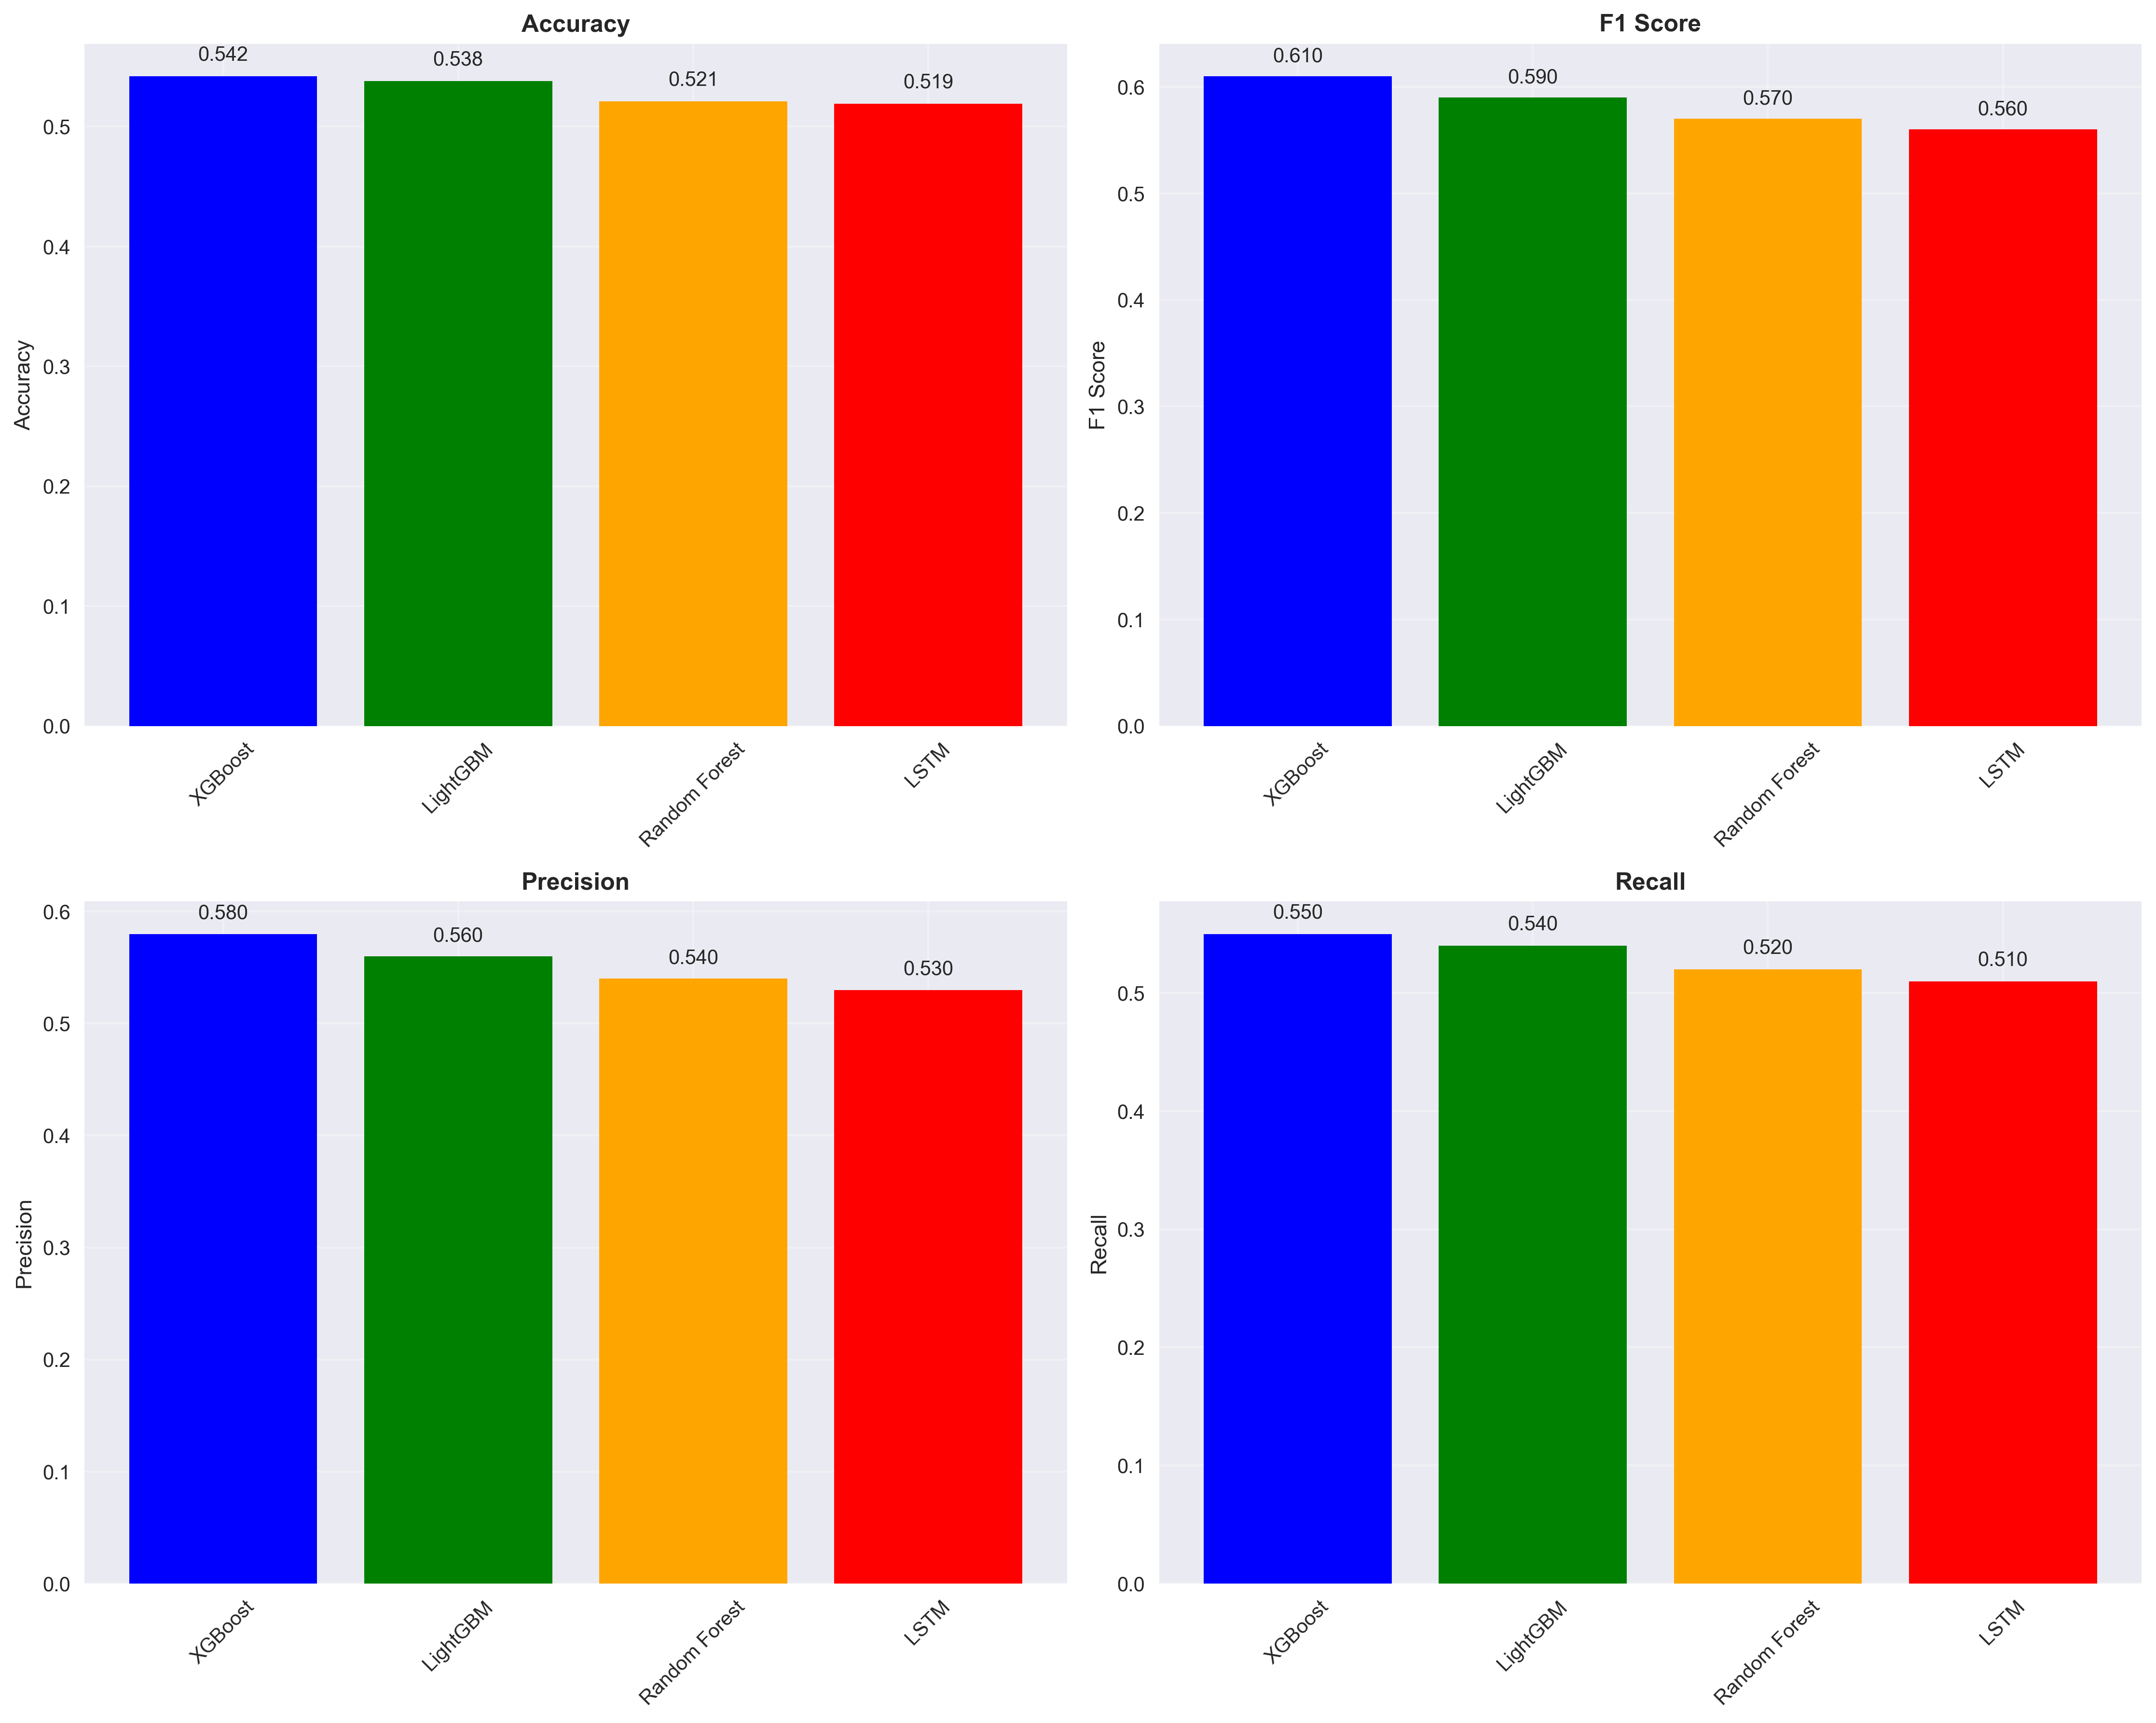 Accuracy
0.542
0.538
0.521
0.519
Accuracy
0.5
0.4
0.3
0.2
0.1
0.0
XGBoost
LightGBM
Random Forest
LSTM
F1 Score
0.610
0.590
0.570
0.560
F1 Score
0.6
0.5
0.4
0.3
0.2
0.1
0.0
XGBoost
LightGBM
Random Forest
LSTM
Precision
0.580
0.560
0.540
0.530
Precision
0.6
0.5
0.4
0.3
0.2
0.1
0.0
XGBoost
LightGBM
Random Forest
LSTM
Recall
0.550
0.540
0.520
0.510
Recall
0.5
0.4
0.3
0.2
0.1
0.0
XGBoost
LightGBM
Random Forest
LSTM